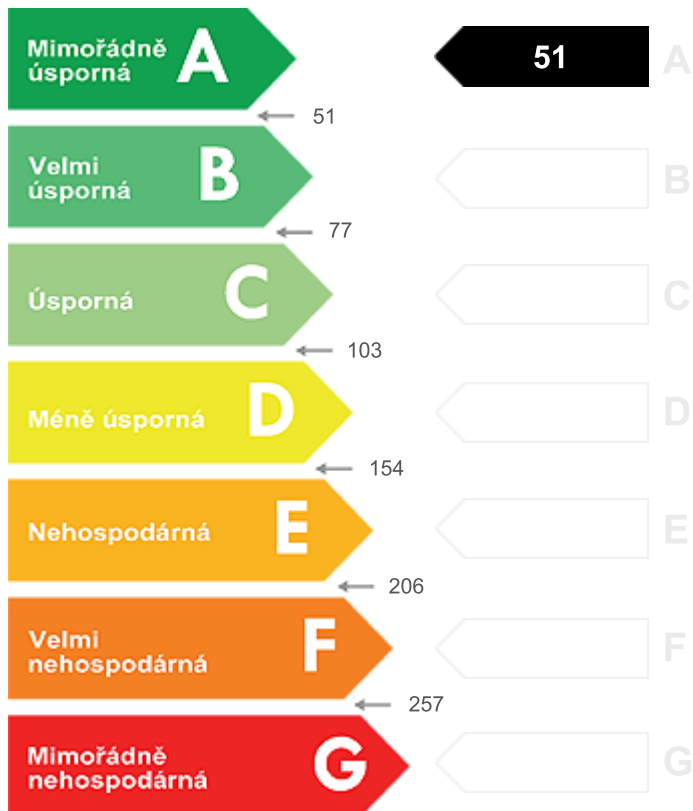 Mimořádně
úsporná
A
51
A
51
Velmi
úsporná
B
B
77
Úsporná
C
C
103
Méně úsporná
D
D
154
Nehospodárná
E
E
206
Velmi
nehospodárná
F
F
257
Mimořádně
nehospodárná
G
G